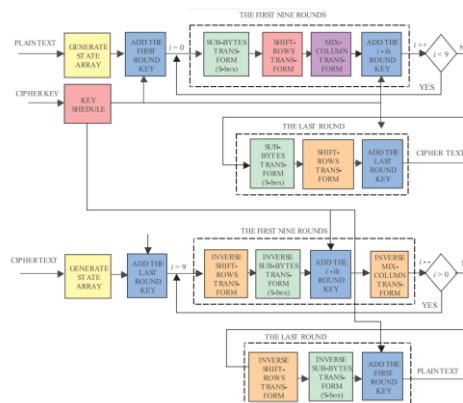 THE FIRST NINE ROUNDS
PLAINTEXT
GENERATE
STATE
ARRAY
ADD THE
FIRST
ROUND
KEY
i = 0
SUB-BYTES
TRANS-
FORM
(S-box)
SHIFT-
ROWS
TRANS-
FORM
MIX-
COLUMN
TRANS-
FORM
ADD THE
i - th
ROUND
KEY
i ++
i < 9
YES
CIPHER KEY
KEY
SHEDULE
THE LAST ROUND
SUB-
BYTES
TRANS-
FORM
(S-box)
SHIFT-
ROWS
TRANS-
FORM
ADD THE
LAST
ROUND
KEY
CIPHER TEXT
THE FIRST NINE ROUNDS
CIPHERTEXT
GENERATE
STATE
ARRAY
ADD THE
LAST
ROUND
KEY
i = 9
INVERSE
SHIFT-
ROWS
TRANS-
FORM
INVERSE
SUB-BYTES
TRANS-
FORM
(S-box)
ADD THE
i - th
ROUND
KEY
INVERSE
MIX-
COLUMN
TRANS-
FORM
i --
i > 0
YES
THE LAST ROUND
INVERSE
SHIFT-
ROWS
TRANS-
FORM
INVERSE
SUB-BYTES
TRANS-
FORM
(S-box)
ADD THE
FIRST
ROUND
KEY
PLAINTEXT